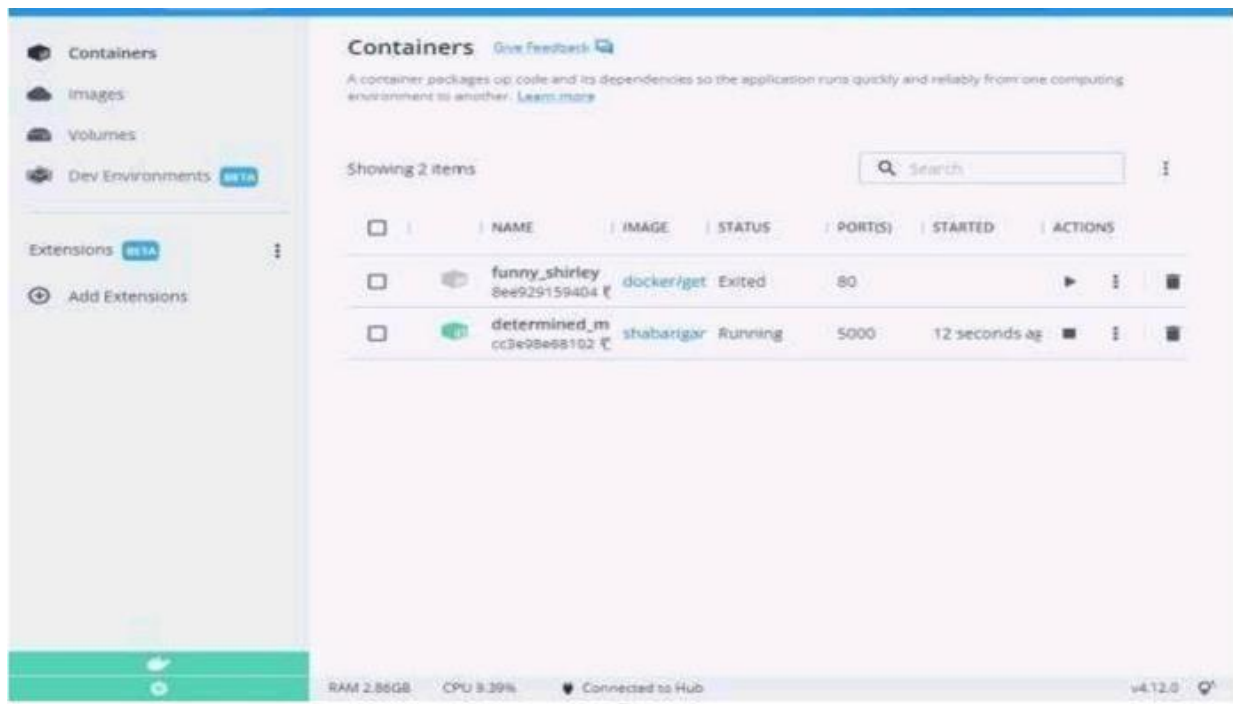 Containers
Images
Volumes
Dev Environments BETA
Extensions BETA
Add Extensions
Containers Give Feedback
A container packages up code and its dependencies so the application runs quickly and reliably from one computing
environment to another. Learn more
Showing 2 items
Search
NAME IMAGE STATUS PORT(S) STARTED ACTIONS
funny_shirley docker/get Exited 80
8ee929159404
determined_m shabarigar Running 5000 12 seconds ag
cc3e98e68102
RAM 2.86GB CPU 9.39% Connected to Hub v4.12.0